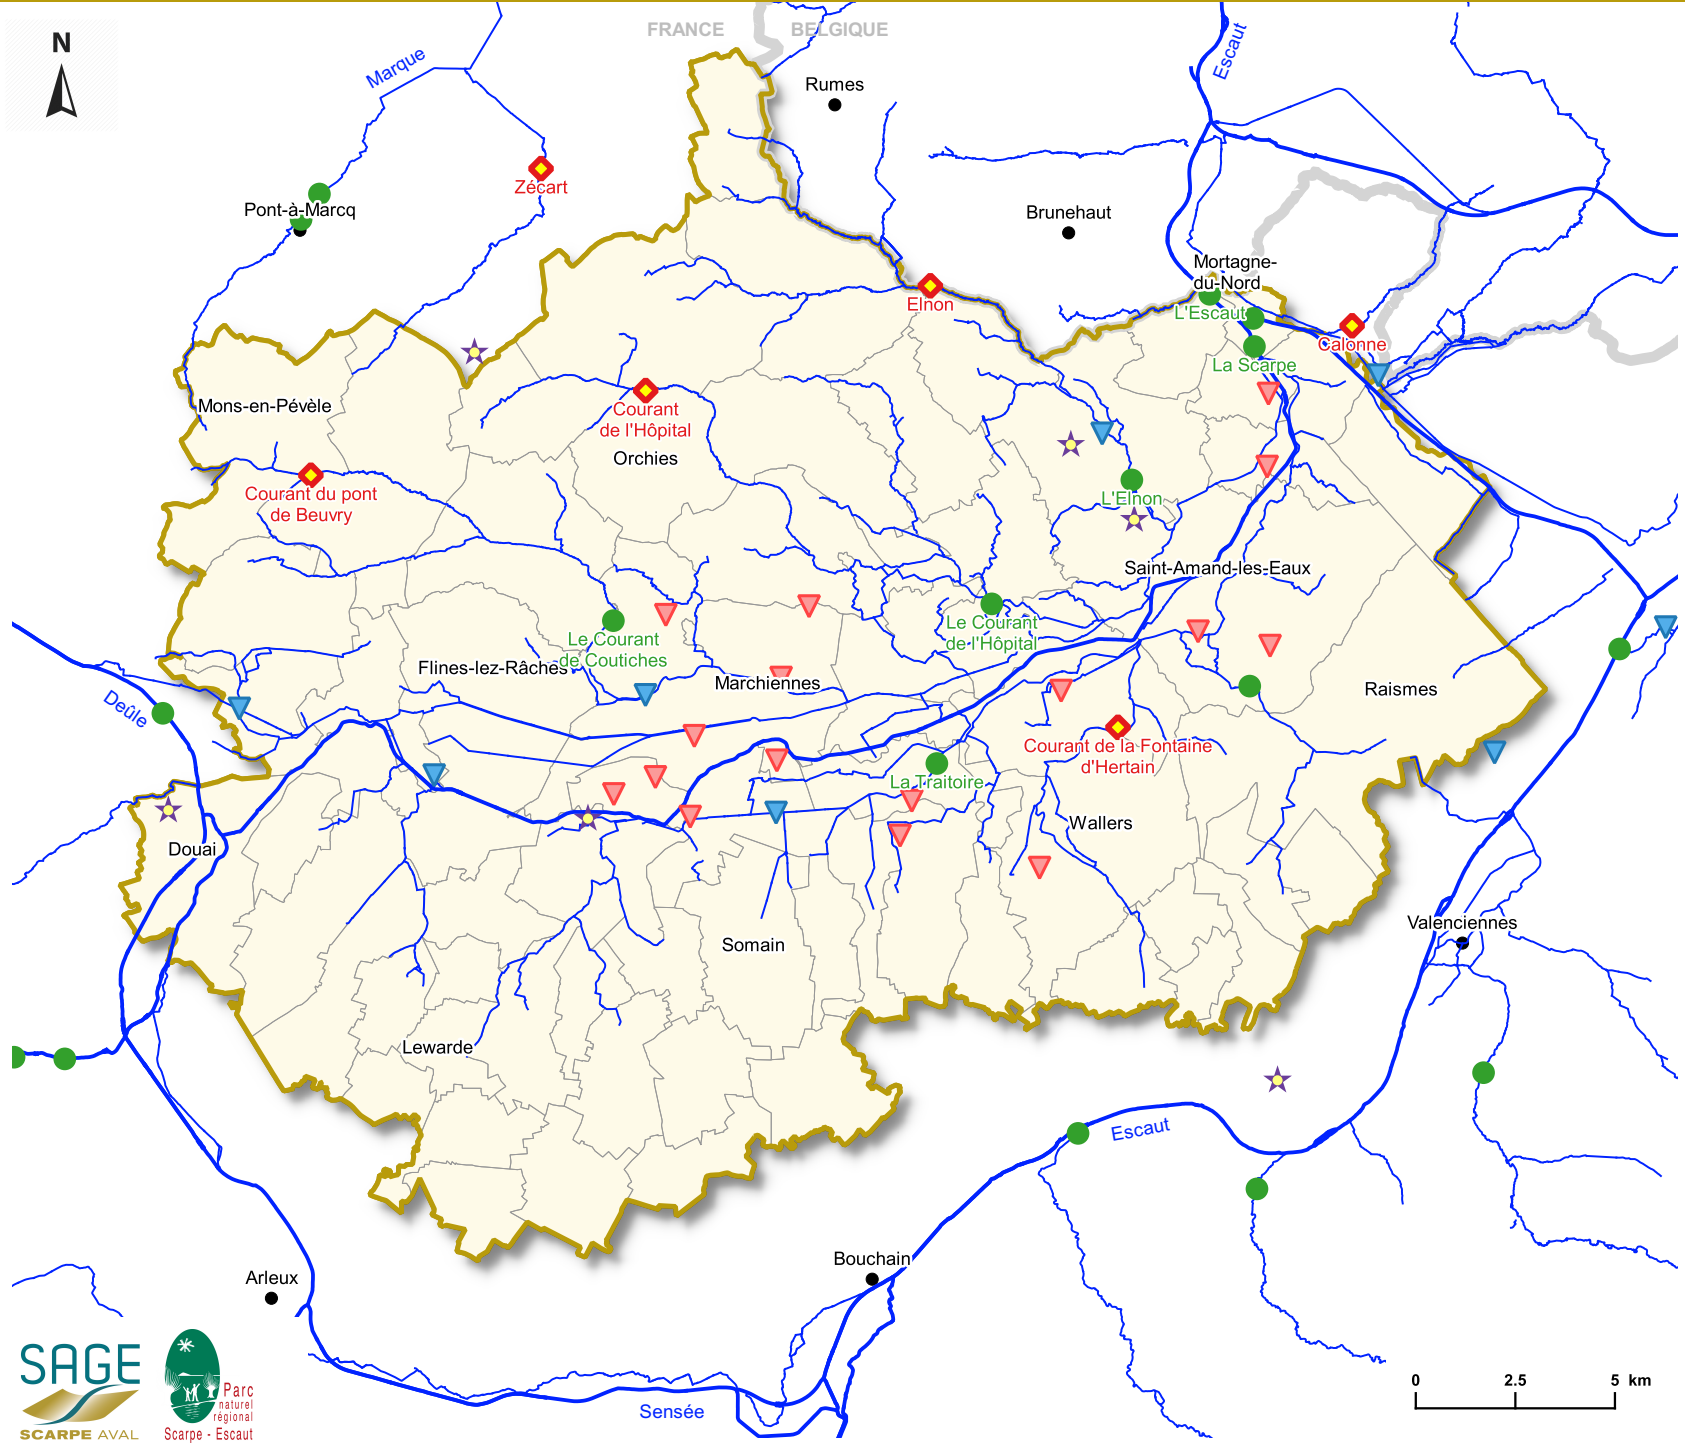 FRANCE
BELGIQUE
N
Marque
Escaut
Rumes
Zécart
Pont-à-Marcq
Brunehaut
Mortagne-
du-Nord
Elnon
L'Escaut
Calonne
La Scarpe
Mons-en-Pévèle
Courant
de l'Hôpital
Orchies
Courant du pont
de Beuvry
L'Elnon
Saint-Amand-les-Eaux
Le Courant
de l'Hôpital
Le Courant
de Coutiches
Flines-lez-Râches
Marchiennes
Raismes
Deûle
Courant de la Fontaine
d'Hertain
La Traitoire
Wallers
Douai
Somain
Valenciennes
Lewarde
Escaut
Bouchain
Arleux
Sensée
SAGE
SCARPE AVAL
Parc
naturel
régional
Scarpe - Escaut
0 2.5 5 km